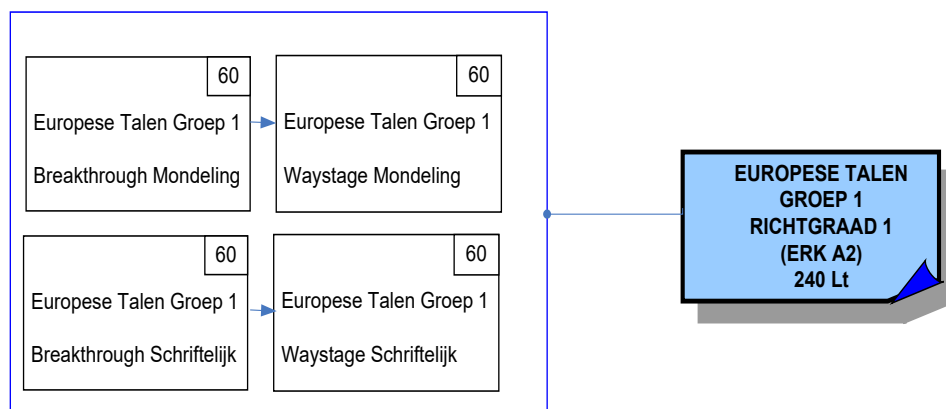 60
Europese Talen Groep 1
Breakthrough Mondeling
60
Europese Talen Groep 1
Waystage Mondeling
60
Europese Talen Groep 1
Breakthrough Schriftelijk
60
Europese Talen Groep 1
Waystage Schriftelijk
EUROPESE TALEN
GROEP 1
RICHTGRAAD 1
(ERK A2)
240 Lt